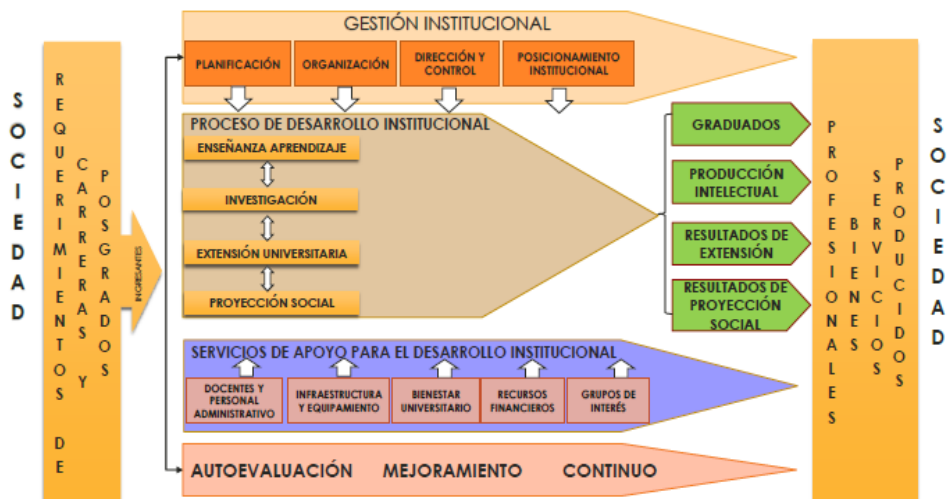 SOCIEDAD
REQUERIMIENTOS DE
CARRERAS Y
POSGRADOS
INGRESANTES
GESTIÓN INSTITUCIONAL
PLANIFICACIÓN
ORGANIZACIÓN
DIRECCIÓN Y
CONTROL
POSICIONAMIENTO
INSTITUCIONAL
PROCESO DE DESARROLLO INSTITUCIONAL
ENSEÑANZA APRENDIZAJE
INVESTIGACIÓN
EXTENSIÓN UNIVERSITARIA
PROYECCIÓN SOCIAL
SERVICIOS DE APOYO PARA EL DESARROLLO INSTITUCIONAL
DOCENTES Y
PERSONAL
ADMINISTRATIVO
INFRAESTRUCTURA
Y EQUIPAMIENTO
BIENESTAR
UNIVERSITARIO
RECURSOS
FINANCIEROS
GRUPOS DE
INTERÉS
AUTOEVALUACIÓN MEJORAMIENTO CONTINUO
GRADUADOS
PRODUCCIÓN
INTELECTUAL
RESULTADOS DE
EXTENSIÓN
RESULTADOS DE
PROYECCIÓN
SOCIAL
PROFESIONALES
BIENES
SERVICIOS
PRODUCIDOS
SOCIEDAD